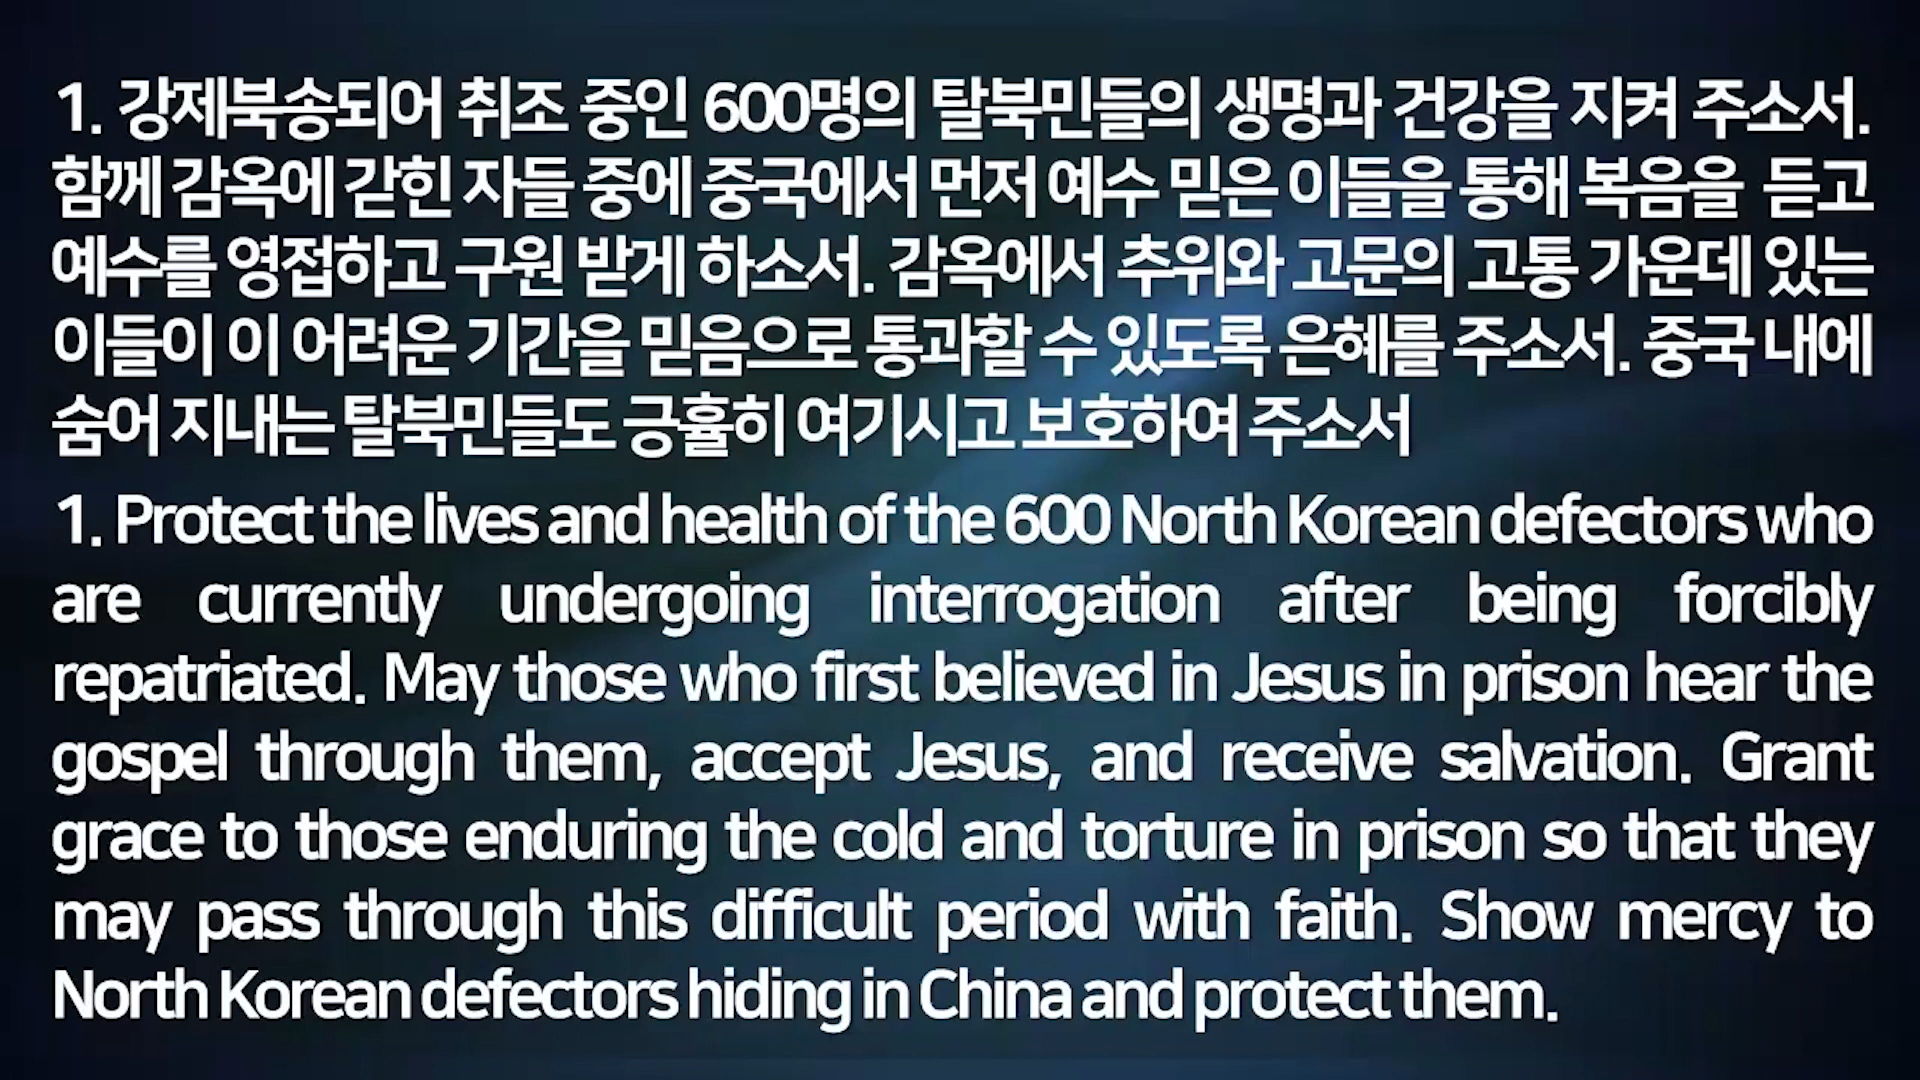 1. 강제북송되어 취조 중인 600명의 탈북민들의 생명과 건강을 지켜 주소서.
함께 감옥에 갇힌 자들 중에 중국에서 먼저 예수 믿은 이들을 통해 복음을 듣고
예수를 영접하고 구원 받게 하소서. 감옥에서 추위와 고문의 고통 가운데 있는
이들이 이 어려운 기간을 믿음으로 통과할 수 있도록 은혜를 주소서. 중국 내에
숨어 지내는 탈북민들도 긍휼히 여기시고 보호하여 주소서
1. Protect the lives and health of the 600 North Korean defectors who
are currently undergoing interrogation after being forcibly
repatriated. May those who first believed in Jesus in prison hear the
gospel through them, accept Jesus, and receive salvation. Grant
grace to those enduring the cold and torture in prison so that they
may pass through this difficult period with faith. Show mercy to
North Korean defectors hiding in China and protect them.